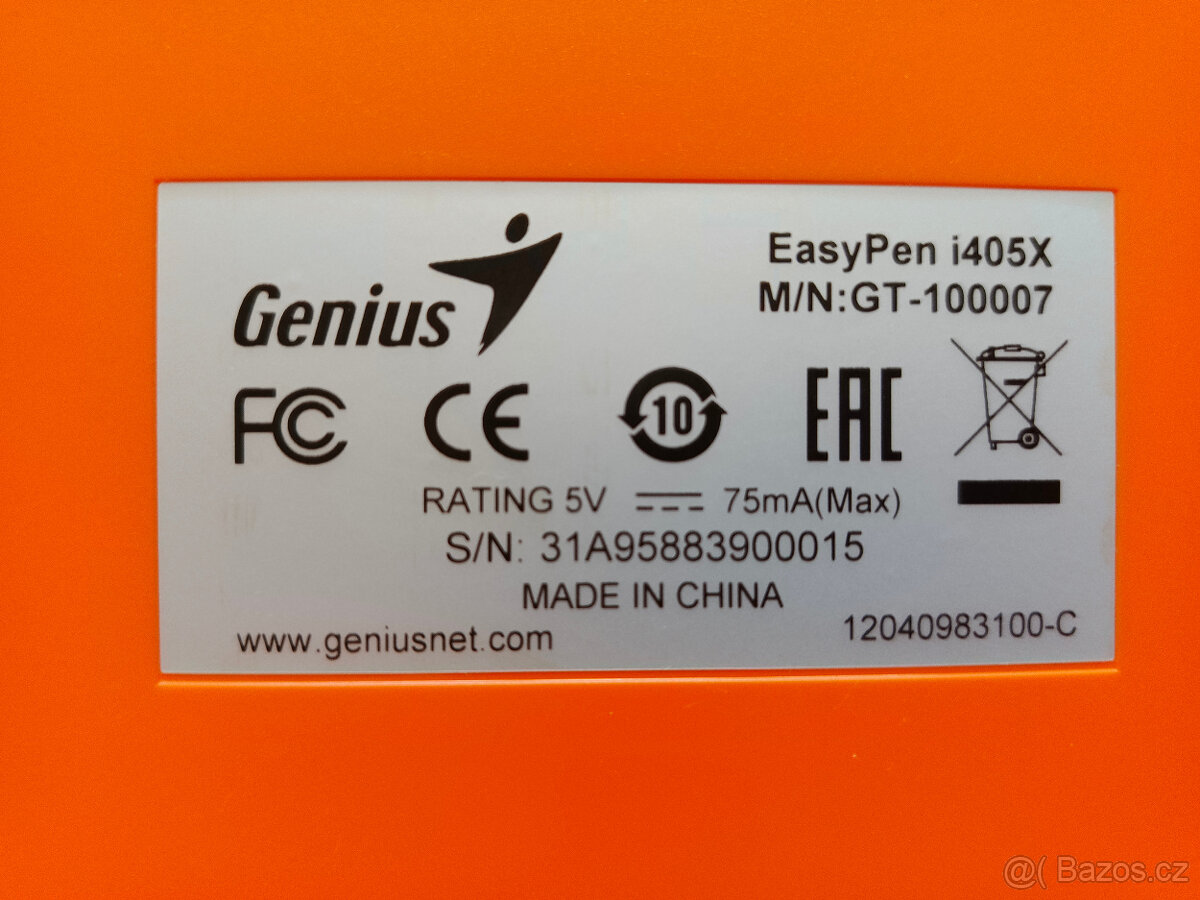 Genius
EasyPen i405X
M/N:GT-100007
FC CE 10 EAC
RATING 5V 75mA(Max)
S/N: 31A95883900015
MADE IN CHINA
www.geniusnet.com
12040983100-C
@( Bazos.cz